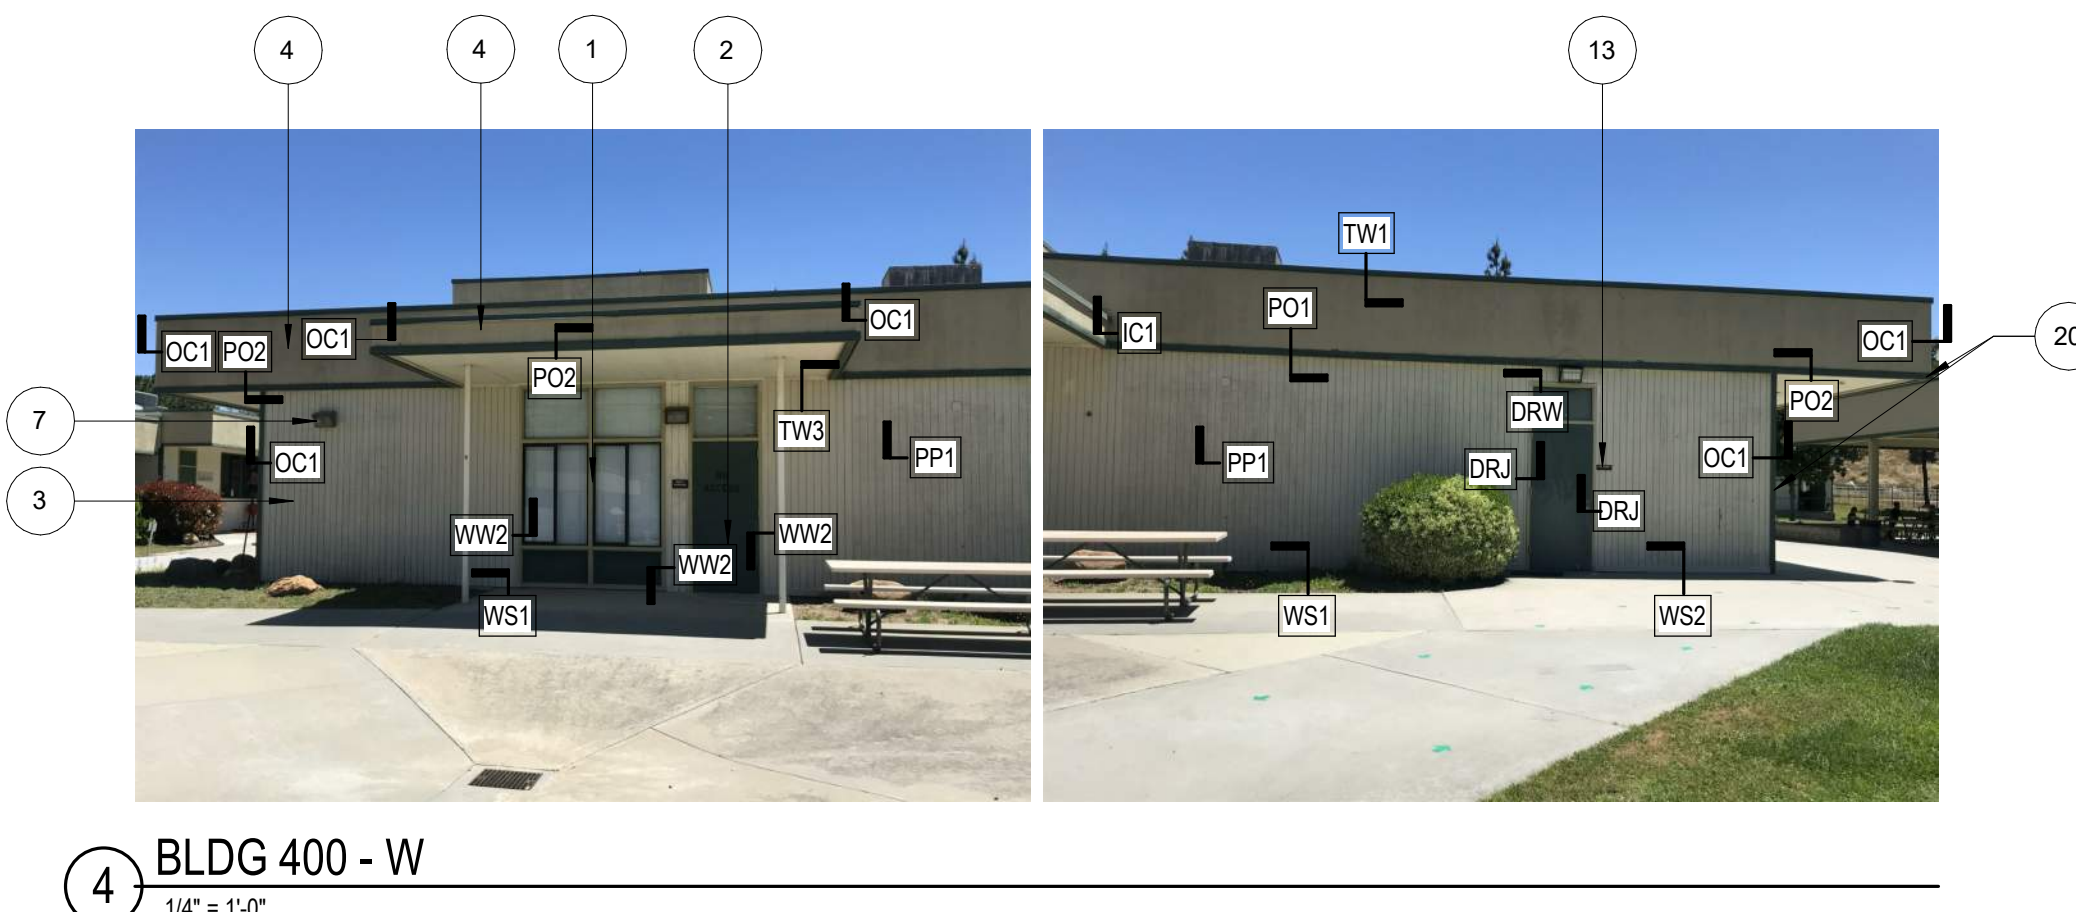 4
4
1
2
13
TW1
OC1
PO2
OC1
PO2
OC1
TW3
7
OC1
PP1
3
WW2
WW2
WW2
WS1
IC1
PO1
OC1
20
PO2
DRW
PP1
DRJ
OC1
DRJ
WS1
WS2
4
BLDG 400 - W
1/4" = 1'-0"